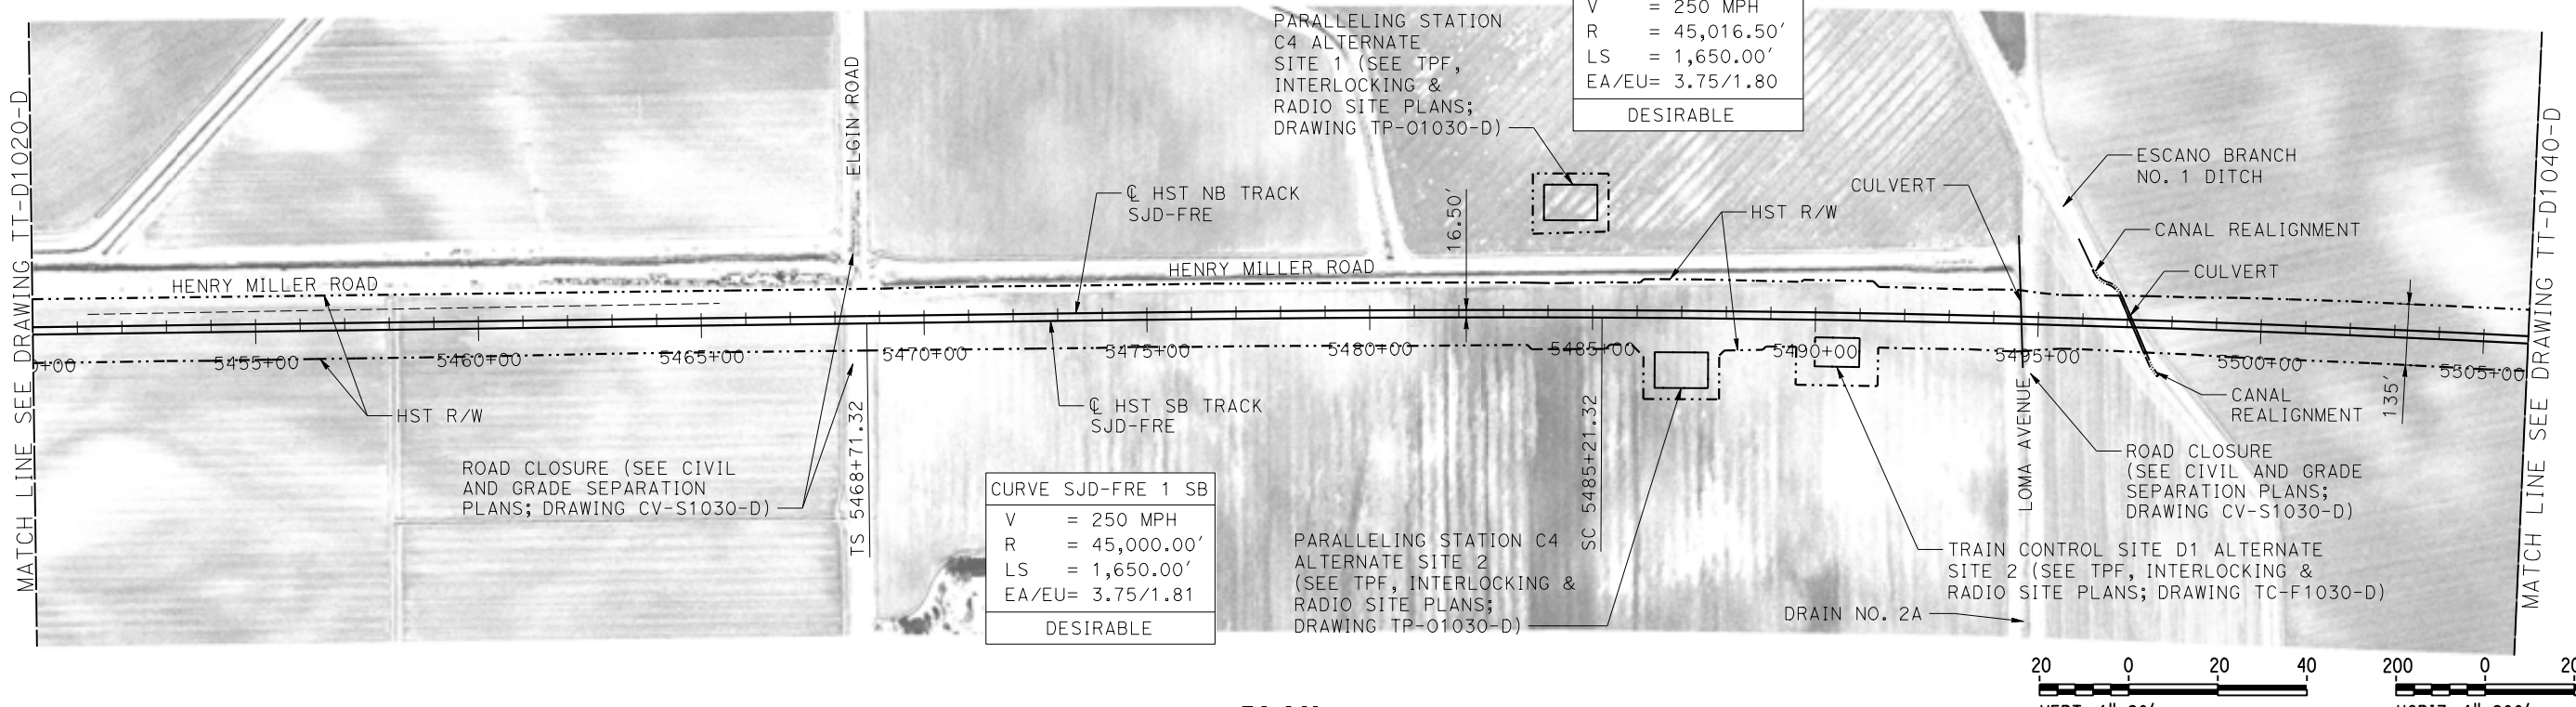 MATCH LINE SEE DRAWING TT-D1020-D
HENRY MILLER ROAD
ELGIN ROAD
5455+00
5460+00
5465+00
5470+00
5475+00
5480+00
5485+00
5490+00
5495+00
5500+00
5505+00
HST R/W
ROAD CLOSURE (SEE CIVIL
AND GRADE SEPARATION
PLANS; DRAWING CV-S1030-D)
TS 5468+71.32
℄ HST NB TRACK
SJD-FRE
℄ HST SB TRACK
SJD-FRE
CURVE SJD-FRE 1 SB
V = 250 MPH
R = 45,000.00'
LS = 1,650.00'
EA/EU= 3.75/1.81
DESIRABLE
PARALLELING STATION
C4 ALTERNATE
SITE 1 (SEE TPF,
INTERLOCKING &
RADIO SITE PLANS;
DRAWING TP-O1030-D)
V = 250 MPH
R = 45,016.50'
LS = 1,650.00'
EA/EU= 3.75/1.80
DESIRABLE
HENRY MILLER ROAD
16.50'
HST R/W
PARALLELING STATION C4
ALTERNATE SITE 2
(SEE TPF, INTERLOCKING &
RADIO SITE PLANS;
DRAWING TP-O1030-D)
SC 5485+21.32
CULVERT
ESCANO BRANCH
NO. 1 DITCH
CANAL REALIGNMENT
CULVERT
CANAL
REALIGNMENT
135'
LOMA AVENUE
ROAD CLOSURE
(SEE CIVIL AND GRADE
SEPARATION PLANS;
DRAWING CV-S1030-D)
TRAIN CONTROL SITE D1 ALTERNATE
SITE 2 (SEE TPF, INTERLOCKING &
RADIO SITE PLANS; DRAWING TC-F1030-D)
DRAIN NO. 2A
MATCH LINE SEE DRAWING TT-D1040-D
20 0 20 40
200 0